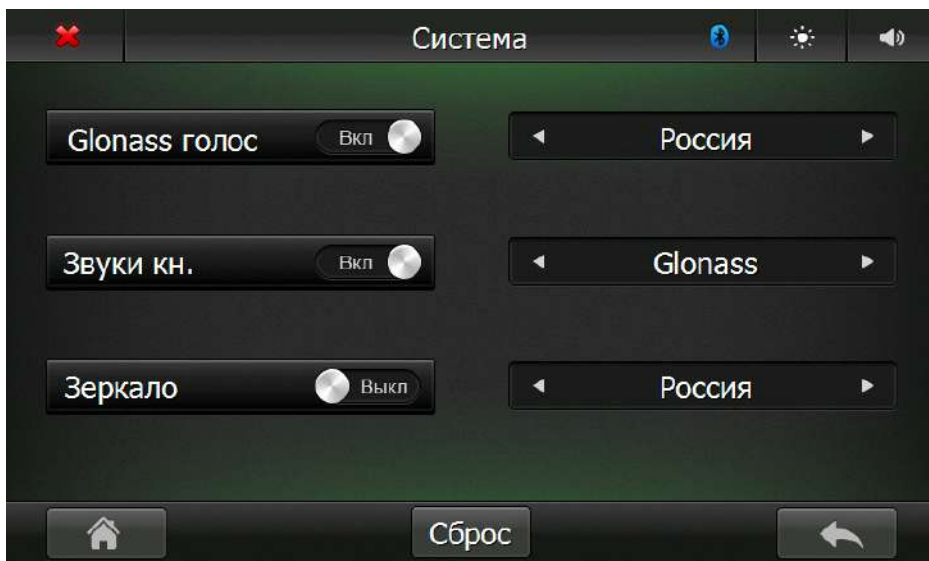 Система
Glonass голос Вкл Россия
Звуки кн. Вкл Glonass
Зеркало Выкл Россия
Сброс